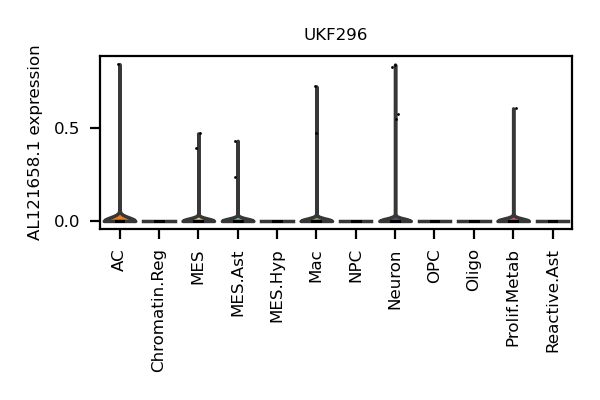 UKF296
AL121658.1 expression
0.5
0.0
AC
Chromatin.Reg
MES
MES.Ast
MES.Hyp
Mac
NPC
Neuron
OPC
Oligo
Prolif.Metab
Reactive.Ast